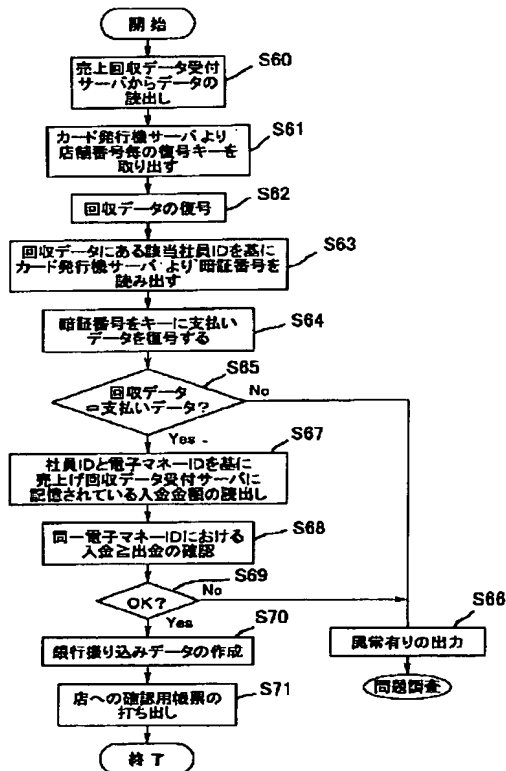 開始
売上回収データ受付
サーバからデータの
読出し
S60
カード発行機サーバより
店舗番号毎の復号キーを
取り出す
S61
回収データの復号
S62
回収データにある該当社員IDを基に
カード発行機サーバより暗証番号を
読み出す
S63
暗証番号をキーに支払い
データを復号する
S64
回収データ
=支払いデータ?
S65
No
Yes
社員IDと電子マネーIDを基に
売上げ回収データ受付サーバに
記憶されている入金金額の読出し
S67
同一電子マネーIDにおける
入金≧出金の確認
S68
OK?
S69
No
Yes
銀行振り込みデータの作成
S70
異常有りの出力
S66
問題調査
店への確認用帳票の
打ち出し
S71
終了